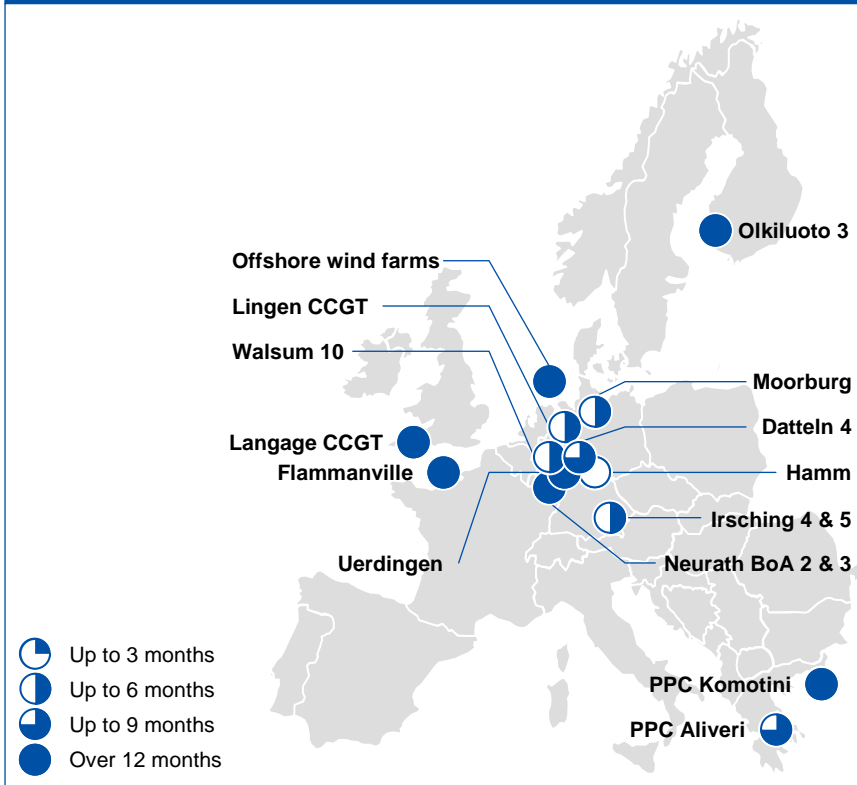 Olkiluoto 3
Offshore wind farms
Lingen CCGT
Walsum 10
Moorburg
Datteln 4
Langage CCGT
Flammanville
Hamm
Irsching 4 & 5
Uerdingen
Neurath BoA 2 & 3
Up to 3 months
Up to 6 months
PPC Komotini
Up to 9 months
PPC Aliveri
Over 12 months